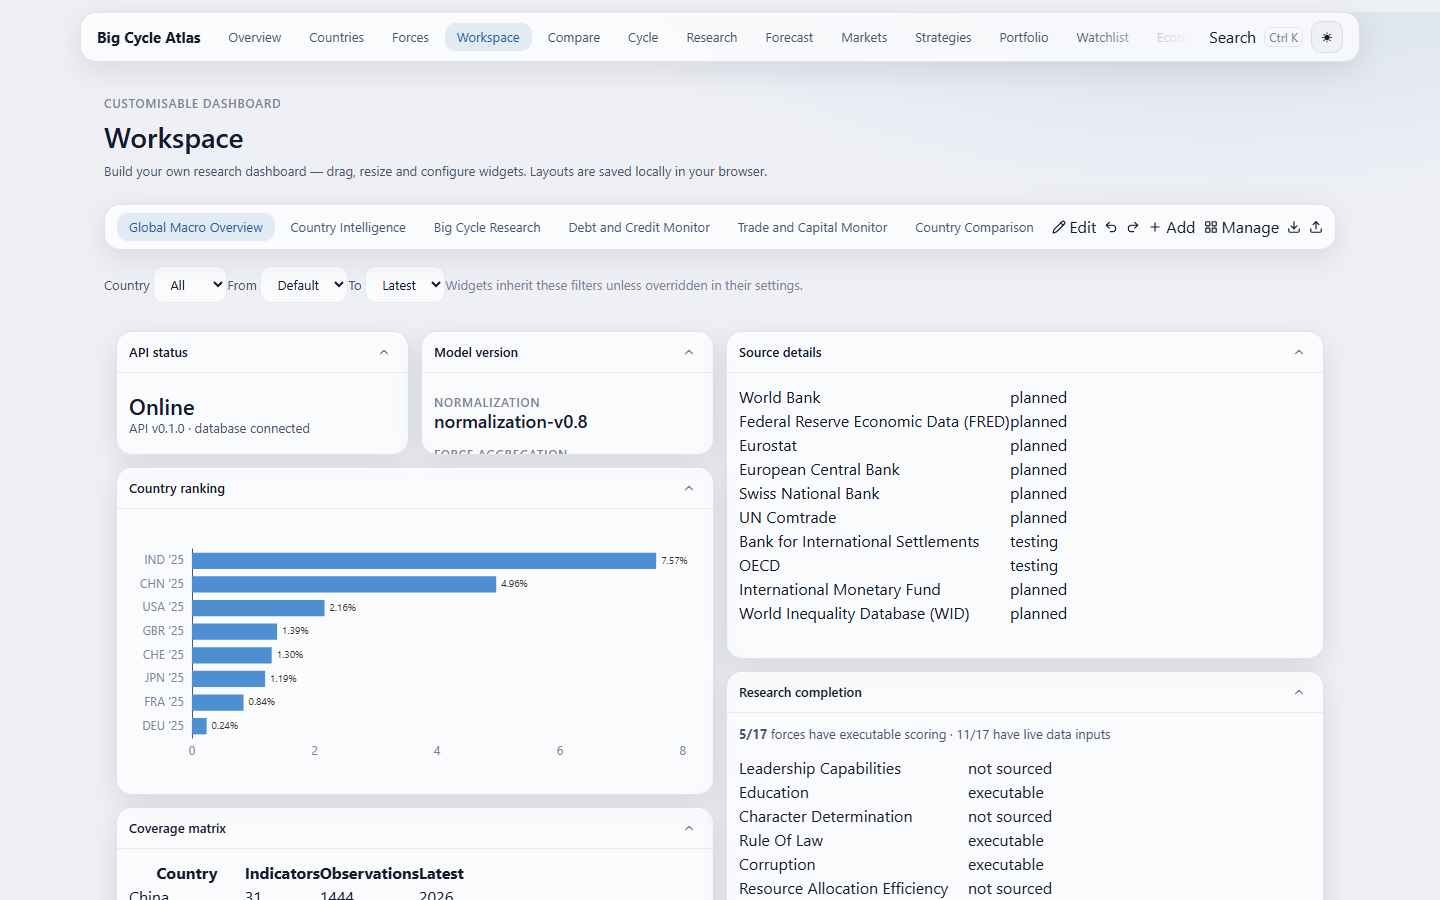 Big Cycle Atlas Overview Countries Forces Workspace Compare Cycle Research Forecast Markets Strategies Portfolio Watchlist Search Ctrl K
CUSTOMISABLE DASHBOARD
Workspace
Build your own research dashboard — drag, resize and configure widgets. Layouts are saved locally in your browser.
Global Macro Overview Country Intelligence Big Cycle Research Debt and Credit Monitor Trade and Capital Monitor Country Comparison Edit + Add Manage
Country All From Default To Latest Widgets inherit these filters unless overridden in their settings.
API status
Online
API v0.1.0 · database connected
Model version
NORMALIZATION
normalization-v0.8
FORCE AGGREGATION
Source details
World Bank planned
Federal Reserve Economic Data (FRED) planned
Eurostat planned
European Central Bank planned
Swiss National Bank planned
UN Comtrade planned
Bank for International Settlements testing
OECD testing
International Monetary Fund planned
World Inequality Database (WID) planned
Country ranking
IND '25 7.57%
CHN '25 4.96%
USA '25 2.16%
GBR '25 1.39%
CHE '25 1.30%
JPN '25 1.19%
FRA '25 0.84%
DEU '25 0.24%
0 2 4 6 8
Research completion
5/17 forces have executable scoring · 11/17 have live data inputs
Leadership Capabilities not sourced
Education executable
Character Determination not sourced
Rule Of Law executable
Corruption executable
Resource Allocation Efficiency not sourced
Coverage matrix
Country Indicators Observations Latest
China 31 1444 2026